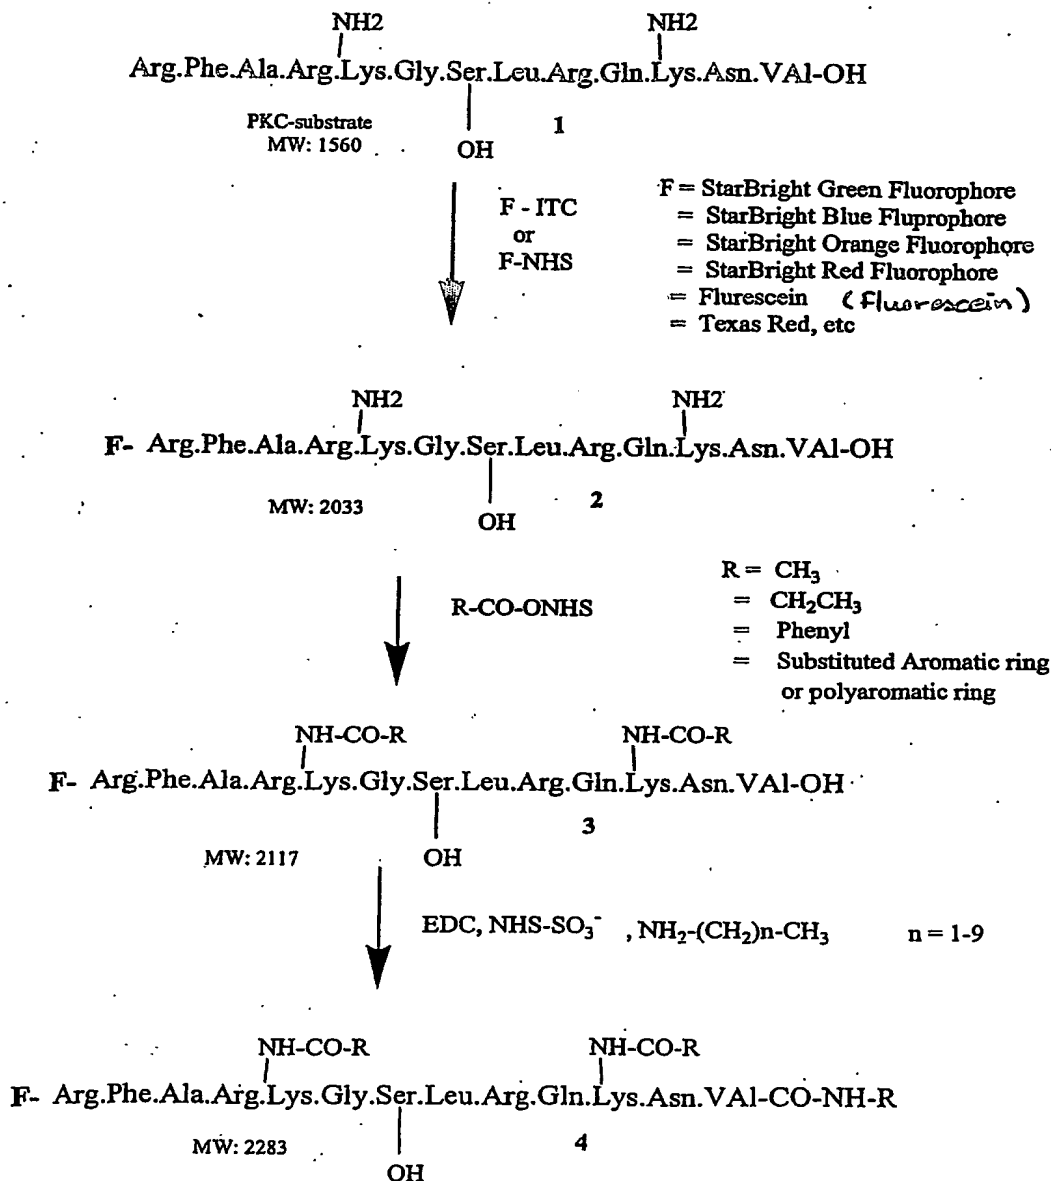 NH2 NH2
Arg.Phe.Ala.Arg.Lys.Gly.Ser.Leu.Arg.Gln.Lys.Asn.VAl-OH
PKC-substrate 1
MW: 1560
OH
F - ITC
or
F-NHS
F = StarBright Green Fluorophore
= StarBright Blue Fluprophore
= StarBright Orange Fluorophore
= StarBright Red Fluorophore
= Flurescein (fluorescein)
= Texas Red, etc
NH2 NH2
F- Arg.Phe.Ala.Arg.Lys.Gly.Ser.Leu.Arg.Gln.Lys.Asn.VAl-OH
MW: 2033 2
OH
R-CO-ONHS
R = CH₃
= CH₂CH₃
= Phenyl
= Substituted Aromatic ring
or polyaromatic ring
NH-CO-R NH-CO-R
F- Arg.Phe.Ala.Arg.Lys.Gly.Ser.Leu.Arg.Gln.Lys.Asn.VAl-OH
3
MW: 2117 OH
EDC, NHS-SO₃⁻ , NH₂-(CH₂)n-CH₃ n = 1-9
NH-CO-R NH-CO-R
F- Arg.Phe.Ala.Arg.Lys.Gly.Ser.Leu.Arg.Gln.Lys.Asn.VAl-CO-NH-R
MW: 2283 4
OH